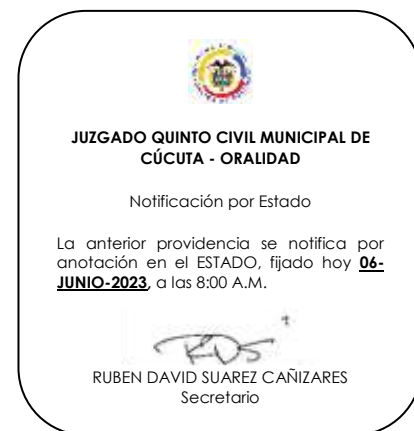 JUZGADO QUINTO CIVIL MUNICIPAL DE
CÚCUTA - ORALIDAD
Notificación por Estado
La anterior providencia se notifica por
anotación en el ESTADO, fijado hoy 06-
JUNIO-2023, a las 8:00 A.M.
RUBEN DAVID SUAREZ CAÑIZARES
Secretario